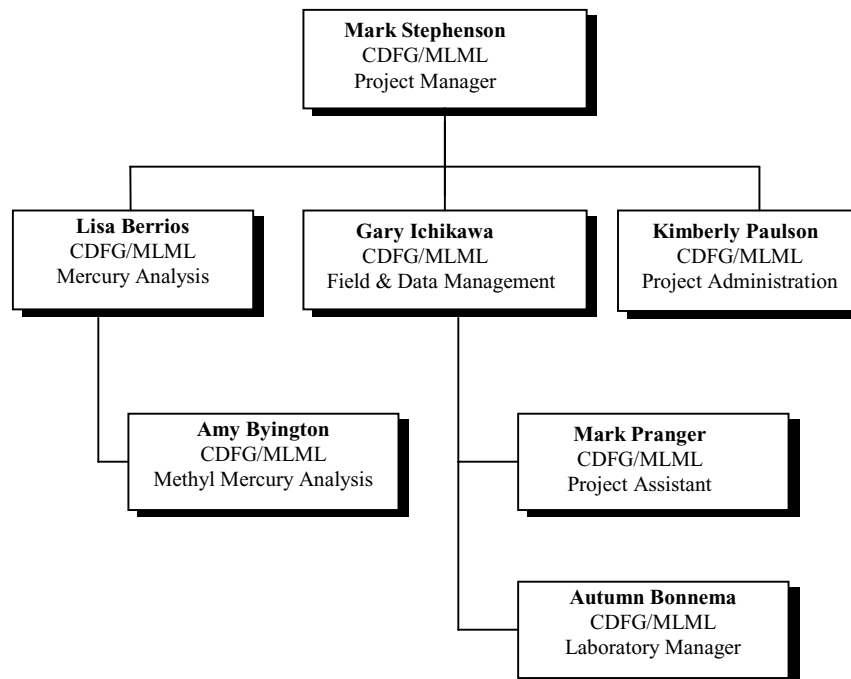 Mark Stephenson
CDFG/MLML
Project Manager
Lisa Berrios
CDFG/MLML
Mercury Analysis
Gary Ichikawa
CDFG/MLML
Field & Data Management
Kimberly Paulson
CDFG/MLML
Project Administration
Amy Byington
CDFG/MLML
Methyl Mercury Analysis
Mark Pranger
CDFG/MLML
Project Assistant
Autumn Bonnema
CDFG/MLML
Laboratory Manager